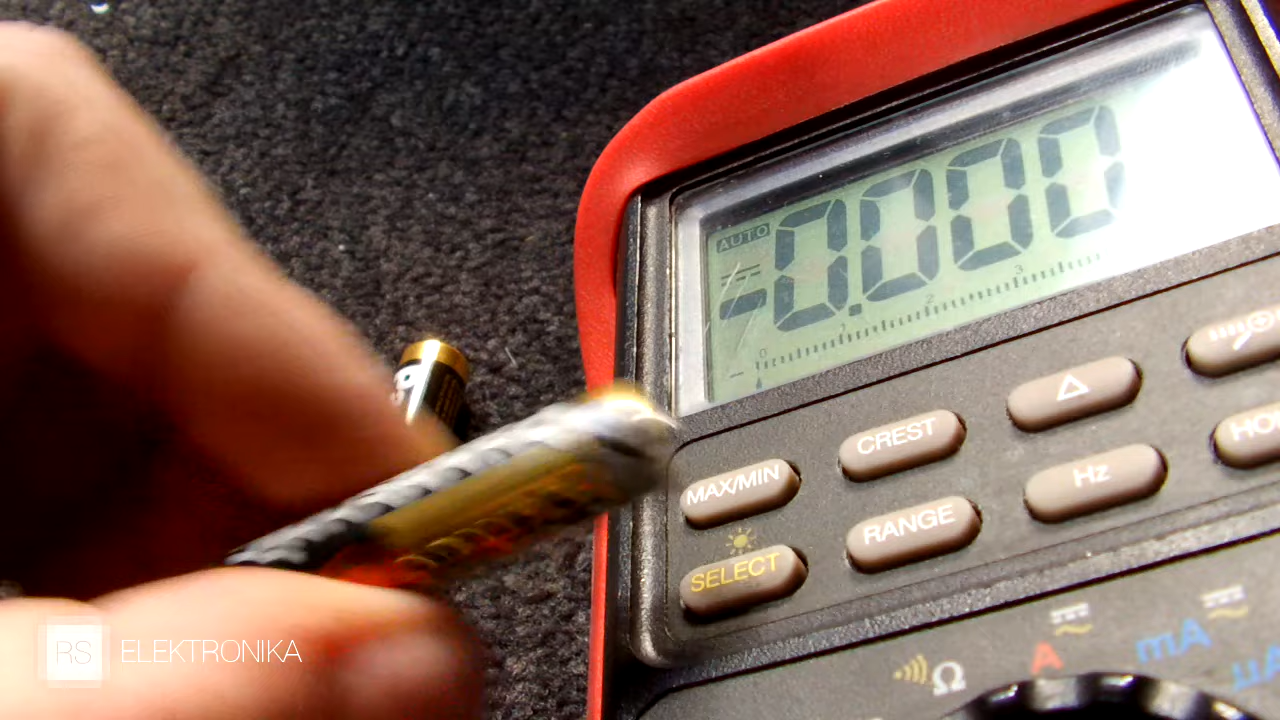 AUTO
-0.000
0 1 2 3
MAX/MIN
CREST
SELECT
RANGE
Hz
Ω
A
mA
RS ELEKTRONIKA